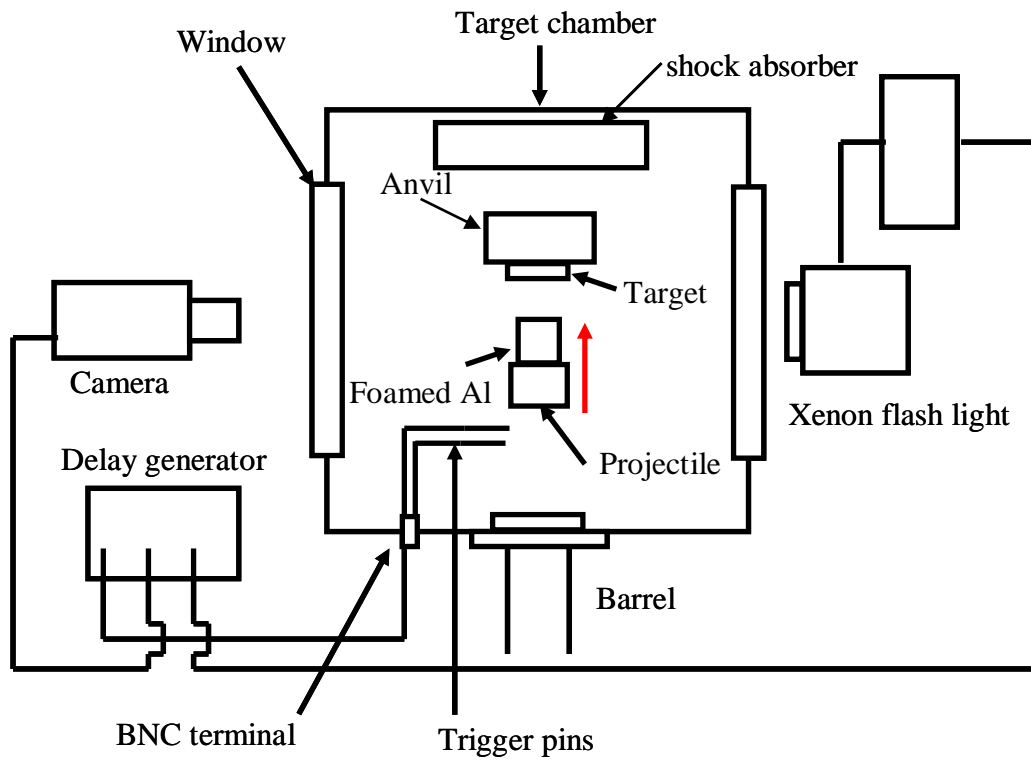 Target chamber
Window
shock absorber
Anvil
Target
Camera
Foamed Al
Xenon flash light
Delay generator
Projectile
Barrel
BNC terminal
Trigger pins